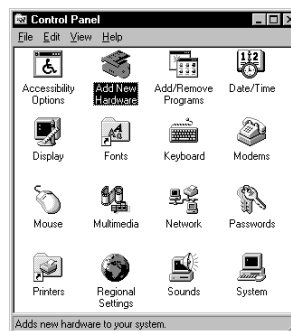 Control Panel
File Edit View Help
Accessibility Options
Add New Hardware
Add/Remove Programs
Date/Time
Display
Fonts
Keyboard
Modems
Mouse
Multimedia
Network
Passwords
Printers
Regional Settings
Sounds
System
Adds new hardware to your system.